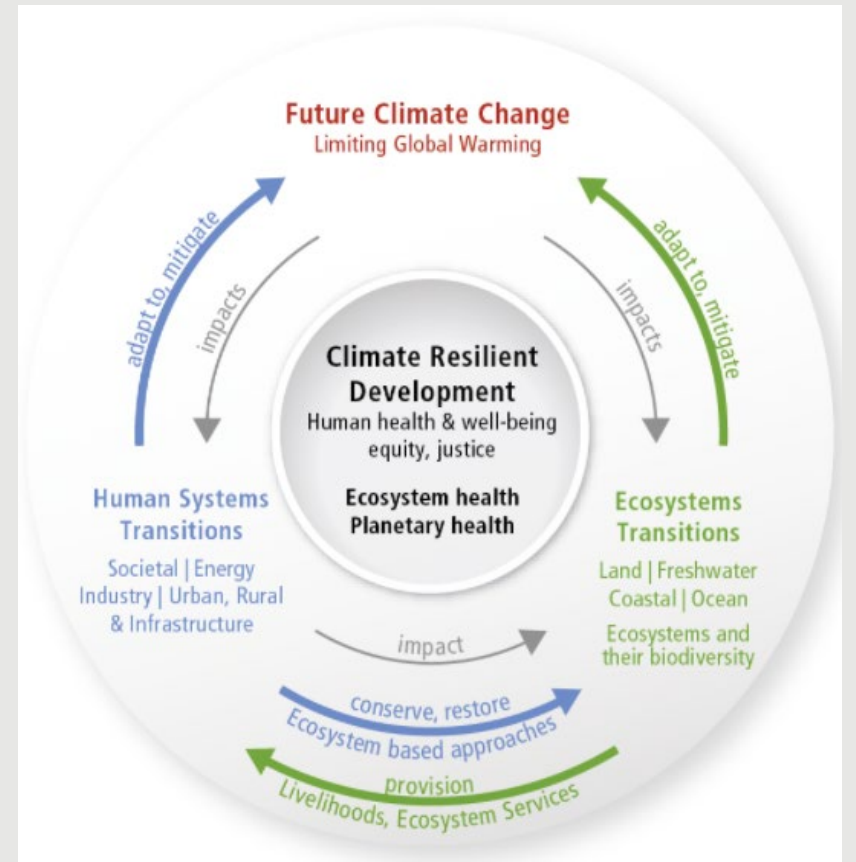 Future Climate Change
Limiting Global Warming
adapt to, mitigate
impacts
impacts
adapt to, mitigate
Climate Resilient
Development
Human health & well-being
equity, justice
Ecosystem health
Planetary health
Human Systems
Transitions
Societal | Energy
Industry | Urban, Rural
& Infrastructure
Ecosystems
Transitions
Land | Freshwater
Coastal | Ocean
Ecosystems and
their biodiversity
impact
conserve, restore
Ecosystem based approaches
provision
Livelihoods, Ecosystem Services